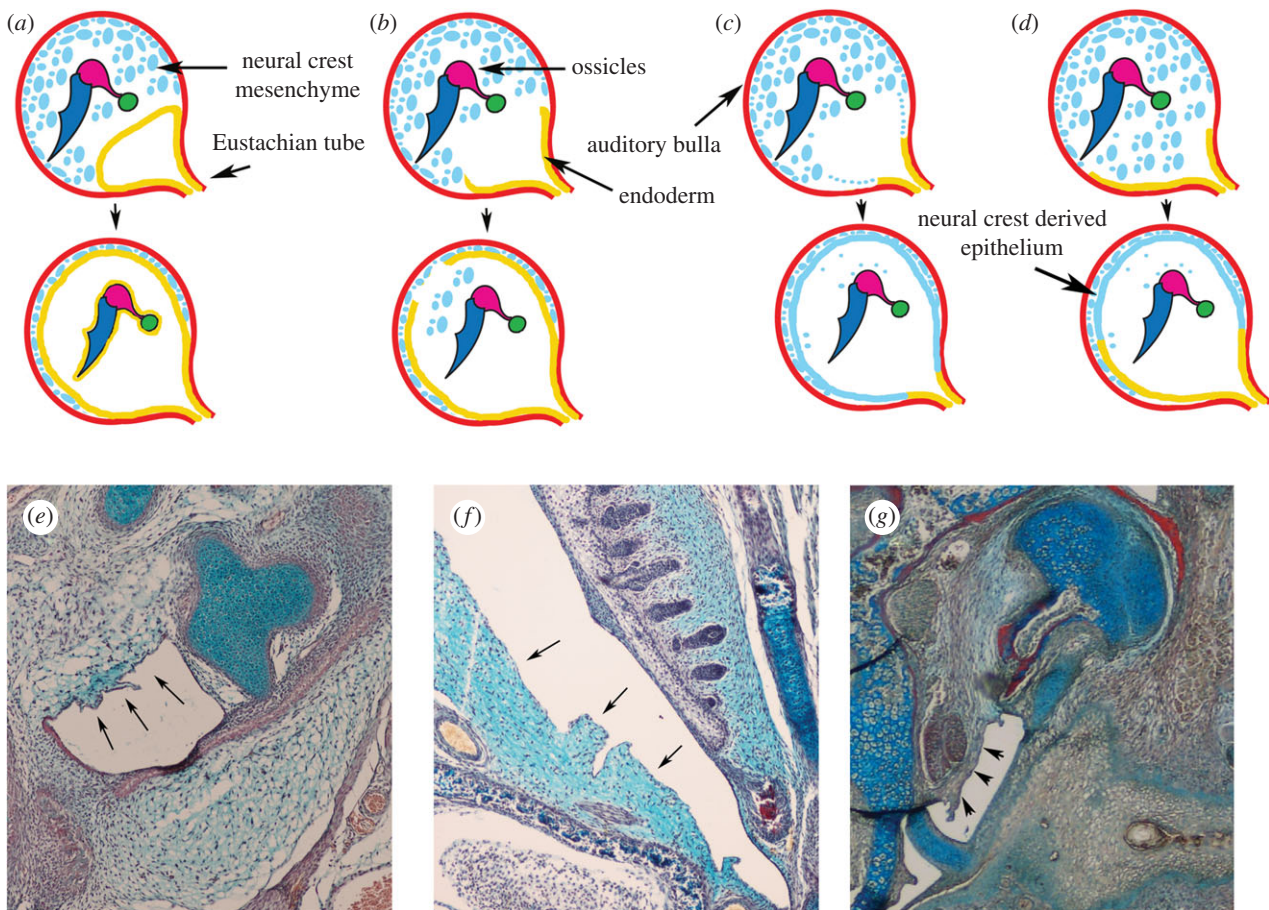 (a)
(b)
(c)
(d)
neural crest
mesenchyme
ossicles
Eustachian tube
auditory bulla
endoderm
neural crest derived
epithelium
(e)
(f)
(g)